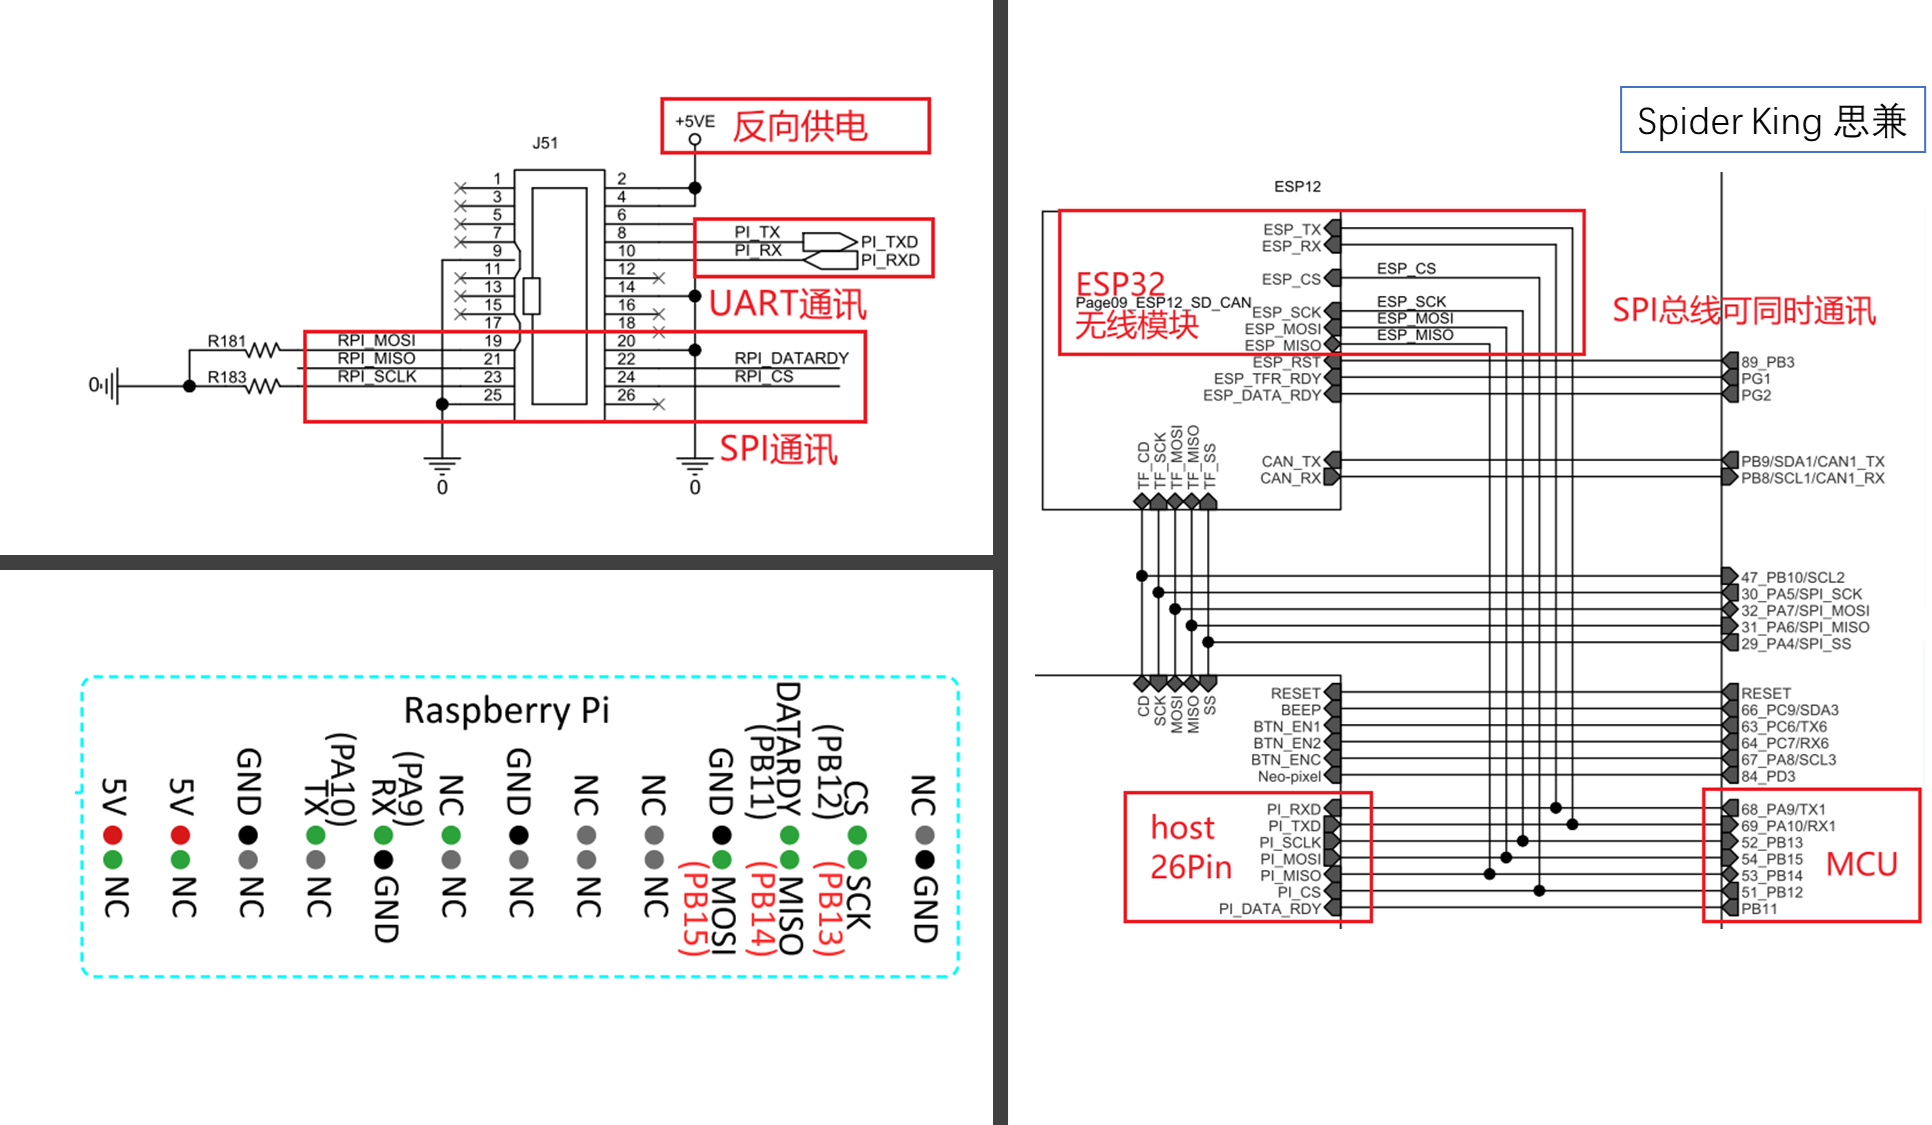 +5VE
反向供电
J51
1
2
3
4
5
6
7
8
9
10
11
12
13
14
15
16
17
18
19
20
21
22
23
24
25
26
PI_TX
PI_TXD
PI_RX
PI_RXD
UART通讯
R181
RPI_MOSI
RPI_MISO
R183
RPI_SCLK
RPI_DATARDY
RPI_CS
0
SPI通讯
0
0
Raspberry Pi
5V
5V
GND
TX
(PA10)
RX
(PA9)
NC
GND
NC
NC
GND
DATARDY
(PB11)
CS
(PB12)
NC
NC
NC
NC
NC
GND
NC
NC
NC
NC
MOSI
(PB15)
MISO
(PB14)
SCK
(PB13)
GND
Spider King 思兼
ESP12
ESP_TX
ESP_RX
ESP_CS
ESP_CS
ESP32
Page09_ESP12_SD_CAN
无线模块
ESP_SCK
ESP_SCK
ESP_MOSI
ESP_MOSI
ESP_MISO
ESP_MISO
SPI总线可同时通讯
ESP_RST
89_PB3
ESP_TFR_RDY
PG1
ESP_DATA_RDY
PG2
CAN_TX
PB9/SDA1/CAN1_TX
CAN_RX
PB8/SCL1/CAN1_RX
TF_CD
TF_SCK
TF_MOSI
TF_MISO
TF_SS
47_PB10/SCL2
30_PA5/SPI_SCK
32_PA7/SPI_MOSI
31_PA6/SPI_MISO
29_PA4/SPI_SS
CD
SCK
MOSI
MISO
SS
RESET
RESET
BEEP
66_PC9/SDA3
BTN_EN1
63_PC6/TX6
BTN_EN2
64_PC7/RX6
BTN_ENC
67_PA8/SCL3
Neo-pixel
84_PD3
host
26Pin
PI_RXD
68_PA9/TX1
PI_TXD
69_PA10/RX1
PI_SCLK
52_PB13
PI_MOSI
54_PB15
PI_MISO
53_PB14
PI_CS
51_PB12
PI_DATA_RDY
PB11
MCU